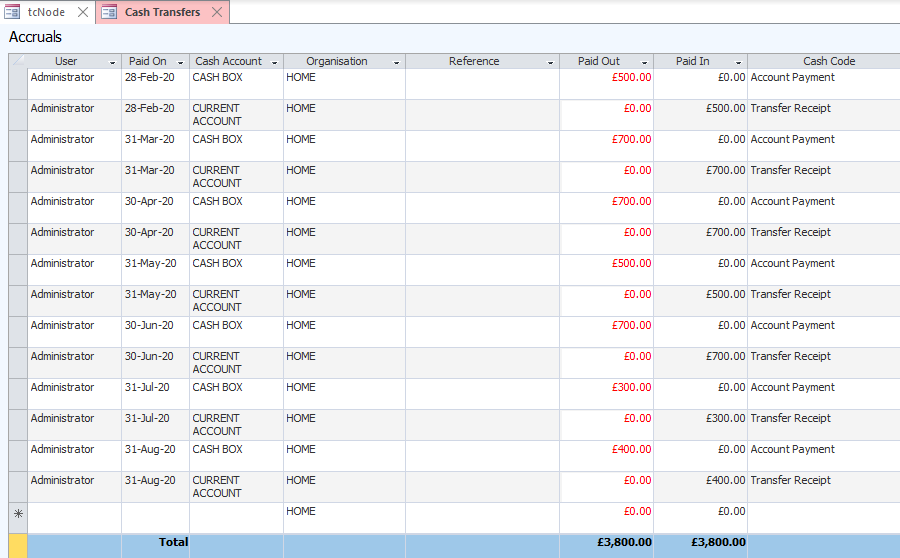 tcNode Cash Transfers
Accruals
User Paid On Cash Account Organisation Reference Paid Out Paid In Cash Code
Administrator 28-Feb-20 CASH BOX HOME £500.00 £0.00 Account Payment
Administrator 28-Feb-20 CURRENT HOME £0.00 £500.00 Transfer Receipt
ACCOUNT
Administrator 31-Mar-20 CASH BOX HOME £700.00 £0.00 Account Payment
Administrator 31-Mar-20 CURRENT HOME £0.00 £700.00 Transfer Receipt
ACCOUNT
Administrator 30-Apr-20 CASH BOX HOME £700.00 £0.00 Account Payment
Administrator 30-Apr-20 CURRENT HOME £0.00 £700.00 Transfer Receipt
ACCOUNT
Administrator 31-May-20 CASH BOX HOME £500.00 £0.00 Account Payment
Administrator 31-May-20 CURRENT HOME £0.00 £500.00 Transfer Receipt
ACCOUNT
Administrator 30-Jun-20 CASH BOX HOME £700.00 £0.00 Account Payment
Administrator 30-Jun-20 CURRENT HOME £0.00 £700.00 Transfer Receipt
ACCOUNT
Administrator 31-Jul-20 CASH BOX HOME £300.00 £0.00 Account Payment
Administrator 31-Jul-20 CURRENT HOME £0.00 £300.00 Transfer Receipt
ACCOUNT
Administrator 31-Aug-20 CASH BOX HOME £400.00 £0.00 Account Payment
Administrator 31-Aug-20 CURRENT HOME £0.00 £400.00 Transfer Receipt
ACCOUNT
HOME £0.00 £0.00
Total £3,800.00 £3,800.00